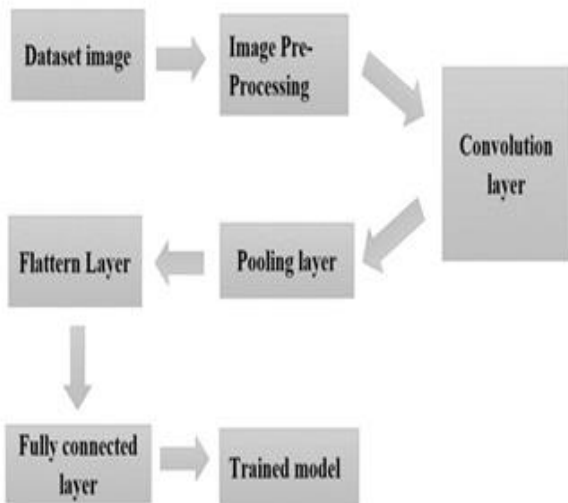 Dataset image
Image Pre-
Processing
Convolution
layer
Pooling layer
Flattern Layer
Fully connected
layer
Trained model